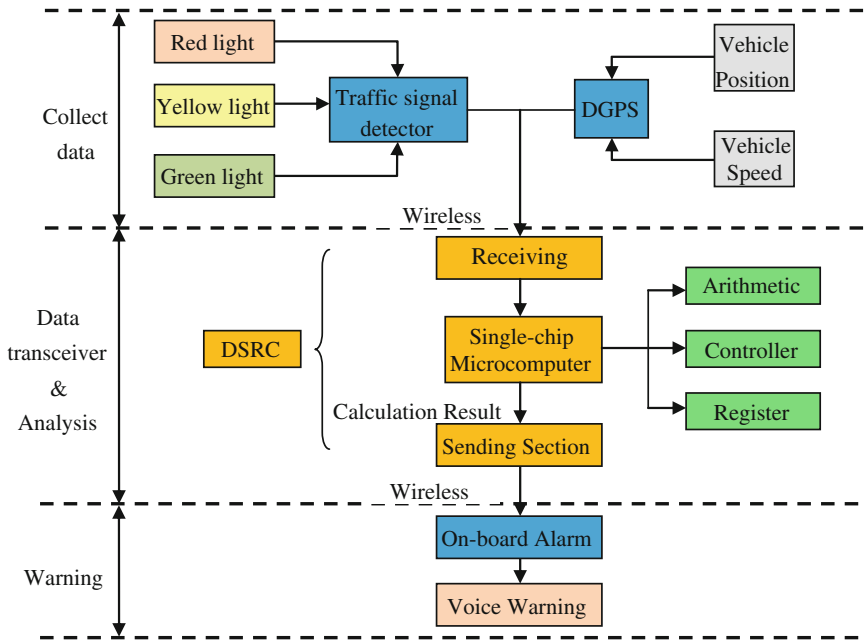 Collect
data
Red light
Yellow light
Green light
Traffic signal
detector
DGPS
Vehicle
Position
Vehicle
Speed
Wireless
Data
transceiver
&
Analysis
DSRC
Receiving
Single-chip
Microcomputer
Calculation Result
Sending Section
Arithmetic
Controller
Register
Wireless
Warning
On-board Alarm
Voice Warning